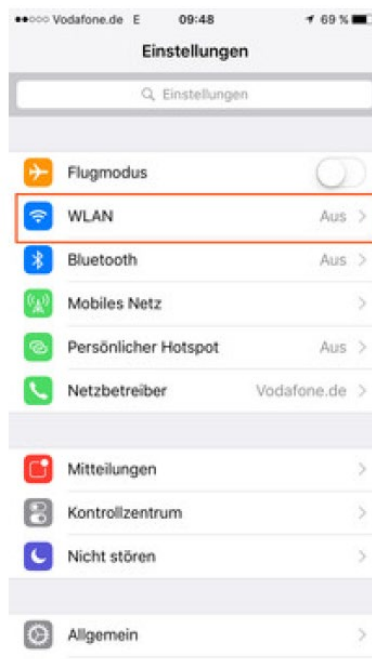 Vodafone.de E 09:48 69 %
Einstellungen
Einstellungen
Flugmodus
WLAN Aus
Bluetooth Aus
Mobiles Netz
Persönlicher Hotspot Aus
Netzbetreiber Vodafone.de
Mitteilungen
Kontrollzentrum
Nicht stören
Allgemein